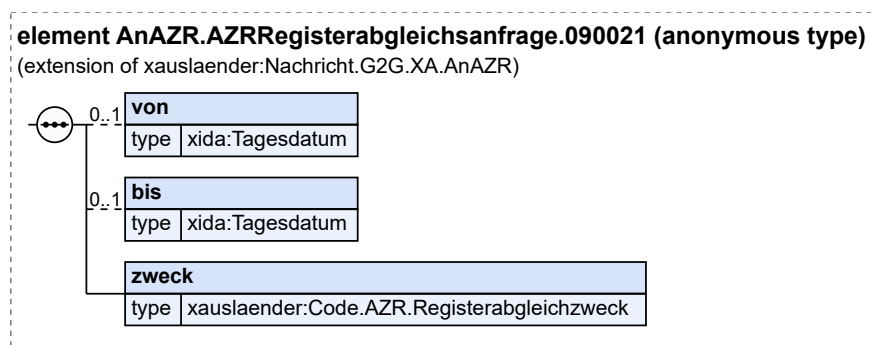 element AnAZR.AZRRegisterabgleichsanfrage.090021 (anonymous type)
(extension of xauslaender:Nachricht.G2G.XA.AnAZR)
0..1 von
type xida:Tagesdatum
0..1 bis
type xida:Tagesdatum
zweck
type xauslaender:Code.AZR.Registerabgleichzweck